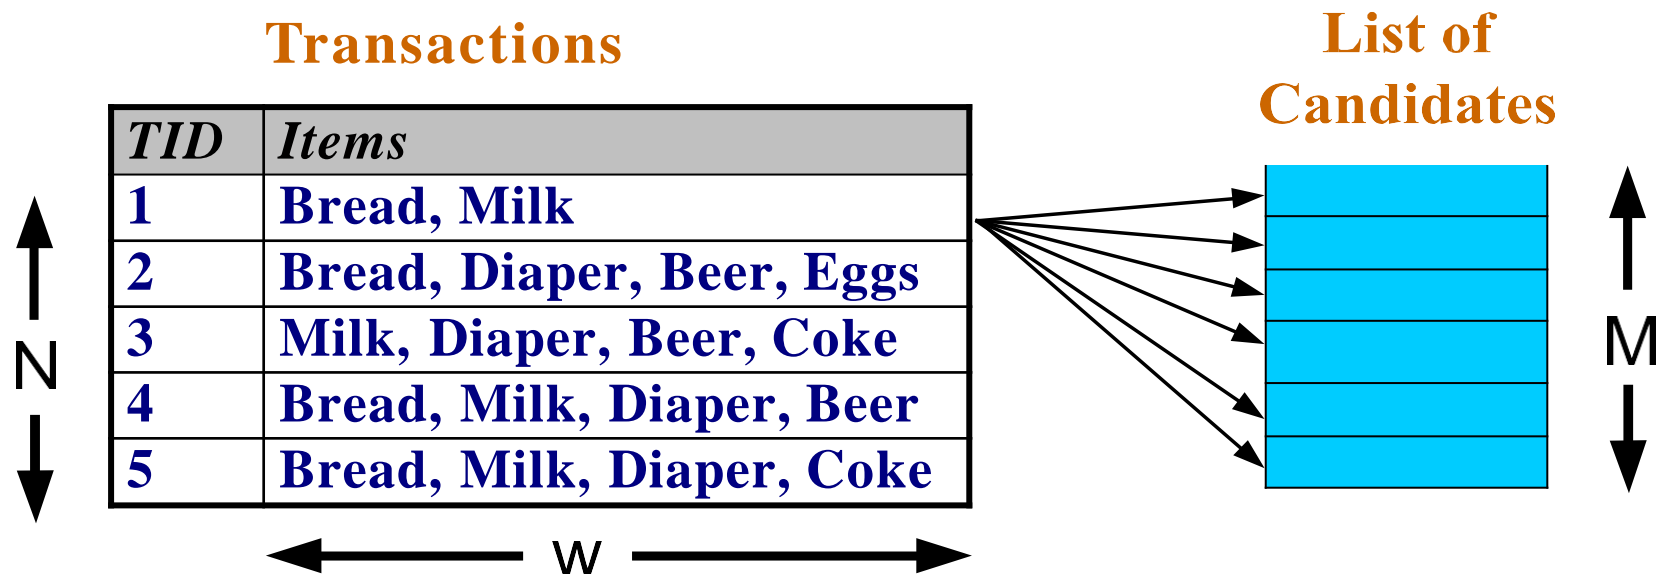 Transactions
List of
Candidates
TID Items
1 Bread, Milk
2 Bread, Diaper, Beer, Eggs
3 Milk, Diaper, Beer, Coke
4 Bread, Milk, Diaper, Beer
5 Bread, Milk, Diaper, Coke
N
M
w